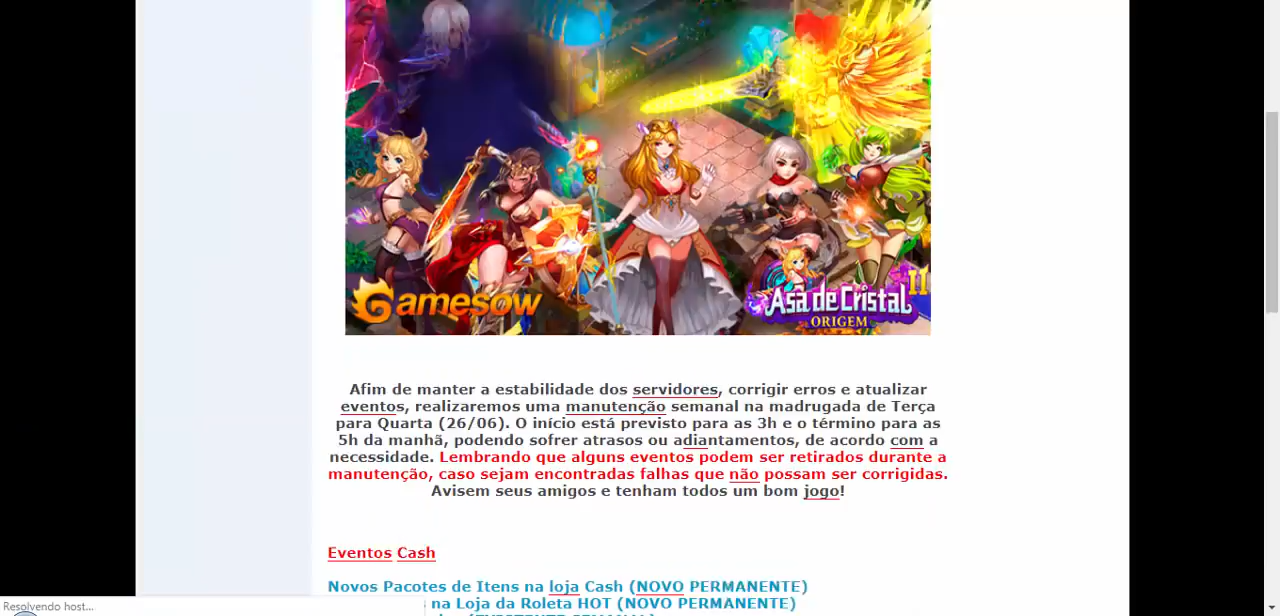 Gamesow
Asa de Cristal II
ORIGEM
Afim de manter a estabilidade dos servidores, corrigir erros e atualizar
eventos, realizaremos uma manutenção semanal na madrugada de Terça
para Quarta (26/06). O início está previsto para as 3h e o término para as
5h da manhã, podendo sofrer atrasos ou adiantamentos, de acordo com a
necessidade. Lembrando que alguns eventos podem ser retirados durante a
manutenção, caso sejam encontradas falhas que não possam ser corrigidas.
Avisem seus amigos e tenham todos um bom jogo!
Eventos Cash
Novos Pacotes de Itens na loja Cash (NOVO PERMANENTE)
na Loja da Roleta HOT (NOVO PERMANENTE)
Resolvendo host...